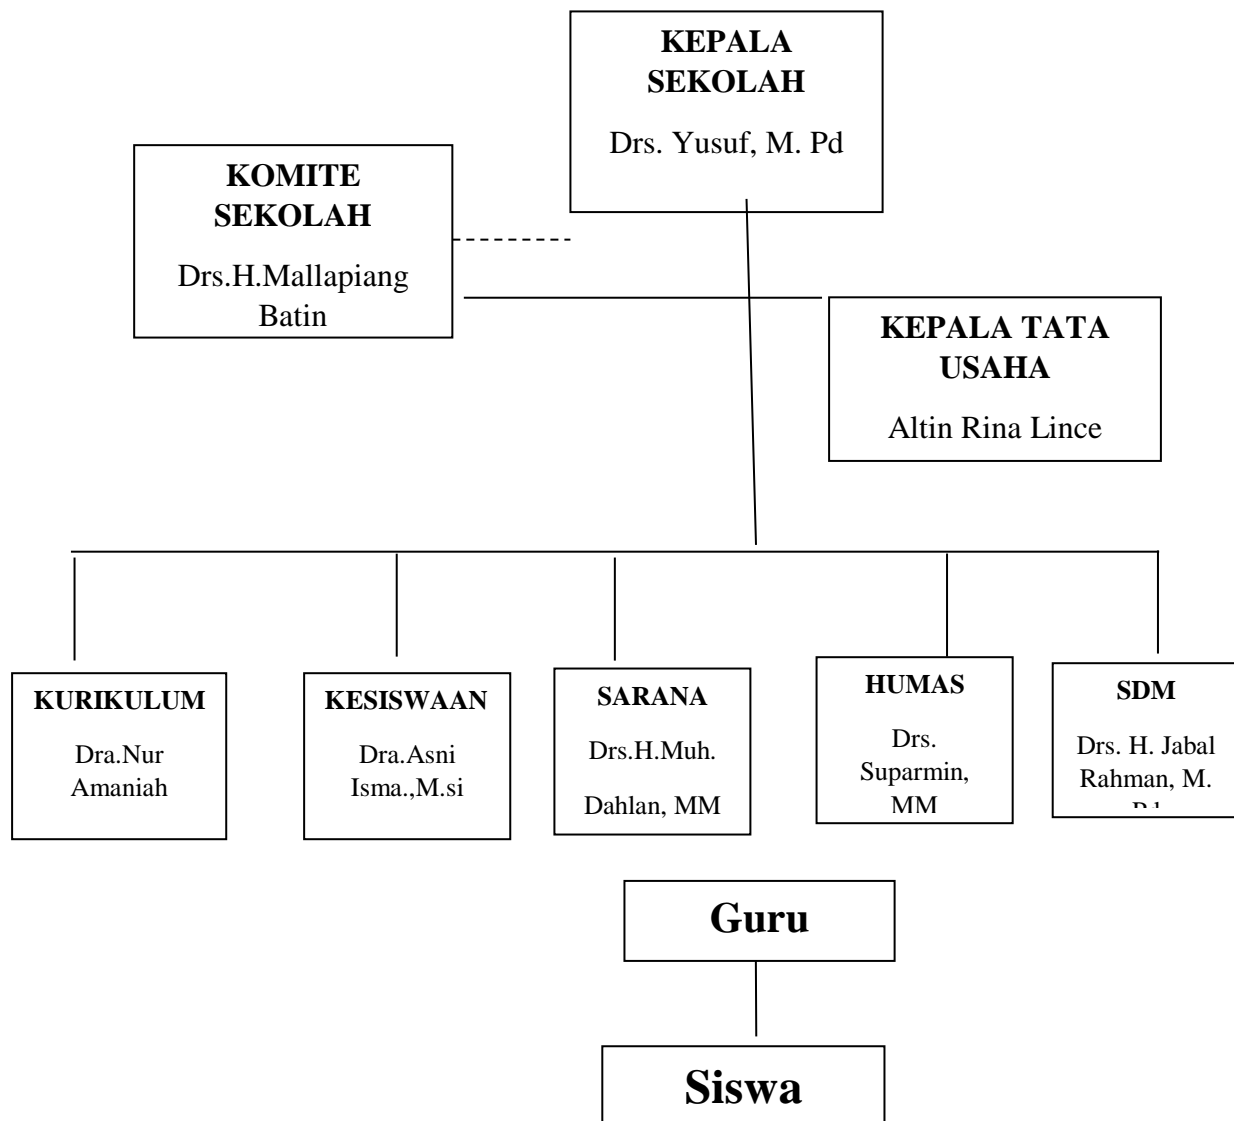 KEPALA
SEKOLAH
Drs. Yusuf, M. Pd
KOMITE
SEKOLAH
Drs.H.Mallapiang
Batin
KEPALA TATA
USAHA
Altin Rina Lince
KURIKULUM
Dra.Nur
Amaniah
KESISWAAN
Dra.Asni
Isma.,M.si
SARANA
Drs.H.Muh.
Dahlan, MM
HUMAS
Drs.
Suparmin,
MM
SDM
Drs. H. Jabal
Rahman, M.
Guru
Siswa